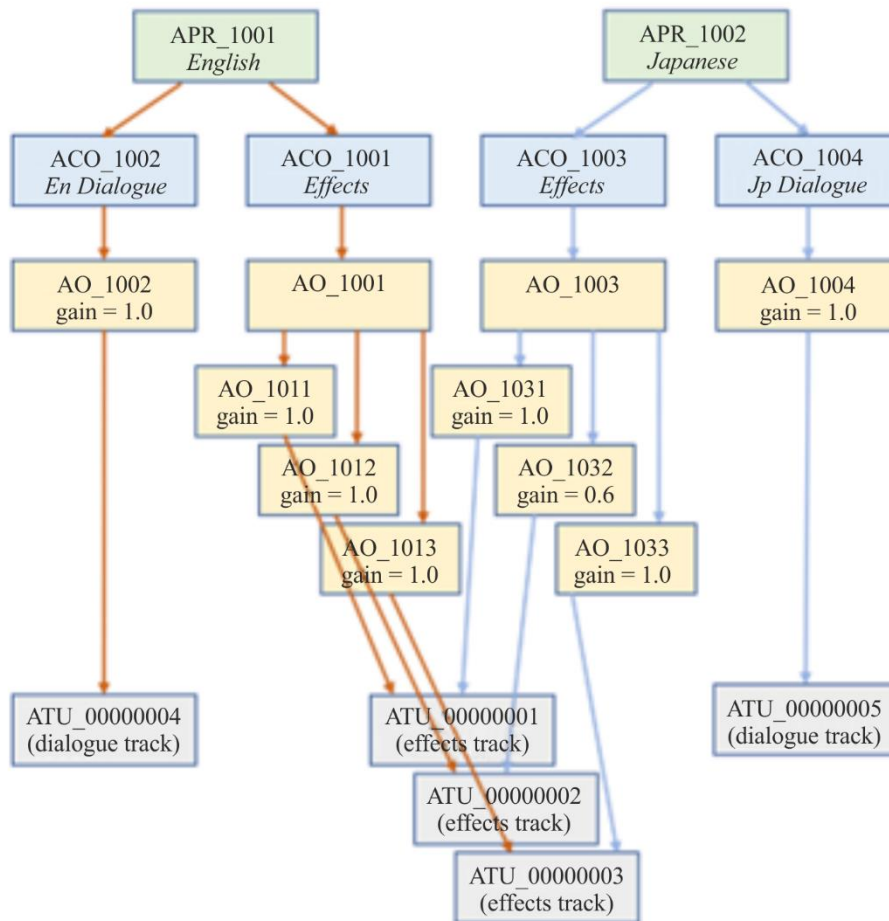 APR_1001
English
APR_1002
Japanese
ACO_1002
En Dialogue
ACO_1001
Effects
ACO_1003
Effects
ACO_1004
Jp Dialogue
AO_1002
gain = 1.0
AO_1001
AO_1003
AO_1004
gain = 1.0
AO_1011
gain = 1.0
AO_1031
gain = 1.0
AO_1012
gain = 1.0
AO_1032
gain = 0.6
AO_1013
gain = 1.0
AO_1033
gain = 1.0
ATU_00000004
(dialogue track)
ATU_00000001
(effects track)
ATU_00000005
(dialogue track)
ATU_00000002
(effects track)
ATU_00000003
(effects track)